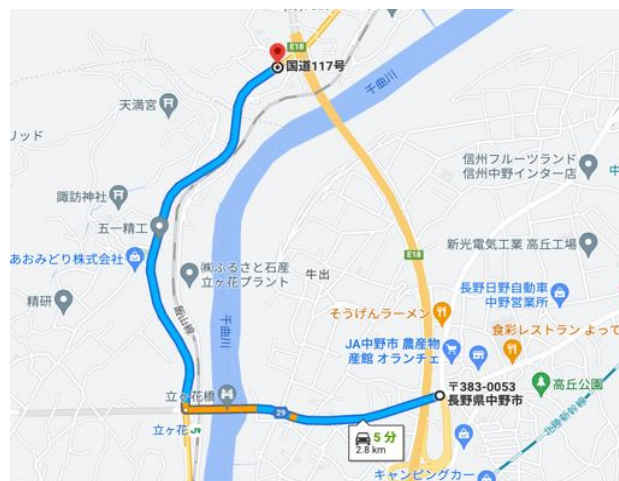 E18
国道117号
千曲川
天満宮
リッド
信州フルーツランド
信州中野インター店
中
諏訪神社
五一精工
E18
新光電気工業 高丘工場
あおみどり株式会社
㈱ふるさと石産
立ヶ花プラント
牛出
長野日野自動車
中野営業所
精研
飯山線
千曲川
そうげんラーメン
食彩レストラン よって
JA中野市 農産物
産館 オランチェ
立ヶ花橋
〒383-0053
長野県中野市
高丘公園
29
立ヶ花 JR
5 分
2.8 km
北陸新幹線
キャンピングカー